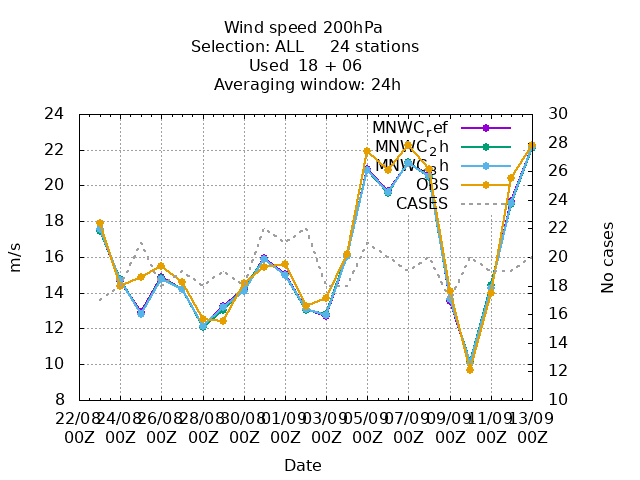 Wind speed 200hPa
Selection: ALL 24 stations
Used 18 + 06
Averaging window: 24h
24
22
20
18
16
14
12
10
8
30
28
26
24
22
20
18
16
14
12
10
m/s
No cases
MNWC_ref
MNWC_2h
MNWC_3h
OBS
CASES
22/08 24/08 26/08 28/08 30/08 01/09 03/09 05/09 07/09 09/09 11/09 13/09
00Z 00Z 00Z 00Z 00Z 00Z 00Z 00Z 00Z 00Z 00Z 00Z
Date